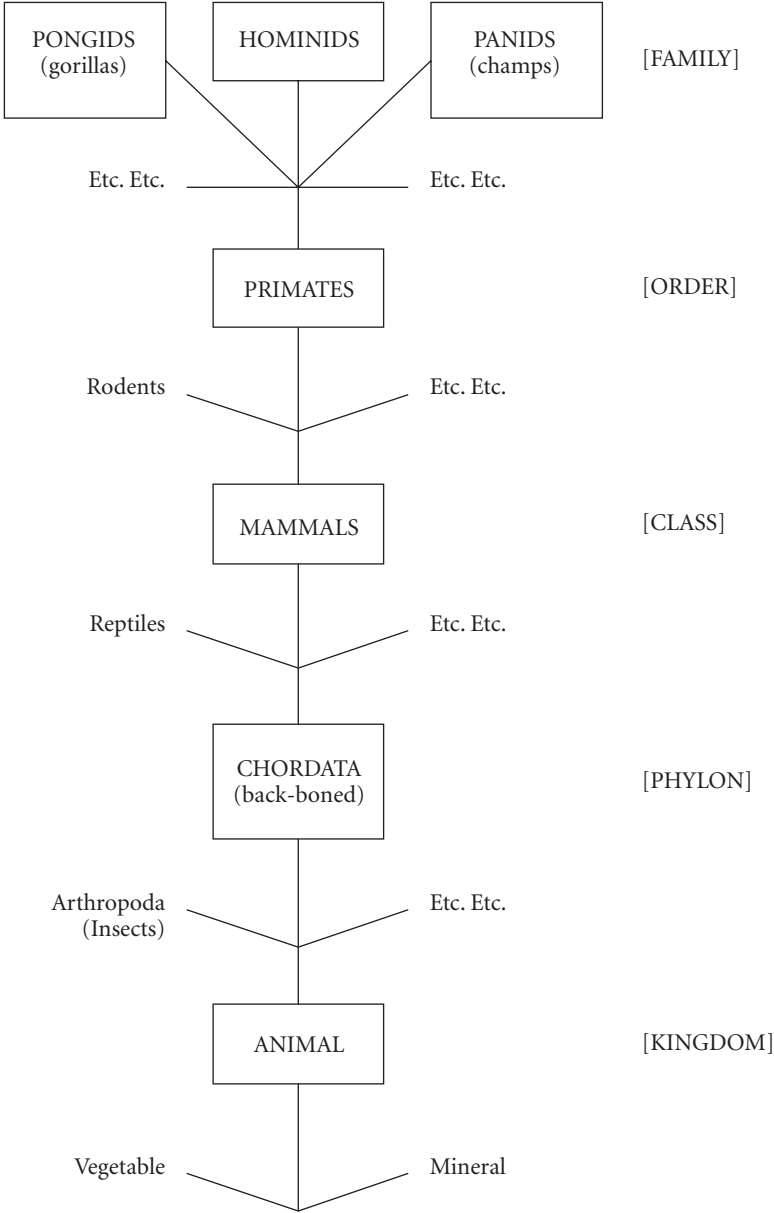 PONGIDS
(gorillas)
HOMINIDS
PANIDS
(champs)
[FAMILY]
Etc. Etc.
Etc. Etc.
PRIMATES
[ORDER]
Rodents
Etc. Etc.
MAMMALS
[CLASS]
Reptiles
Etc. Etc.
CHORDATA
(back-boned)
[PHYLON]
Arthropoda
(Insects)
Etc. Etc.
ANIMAL
[KINGDOM]
Vegetable
Mineral